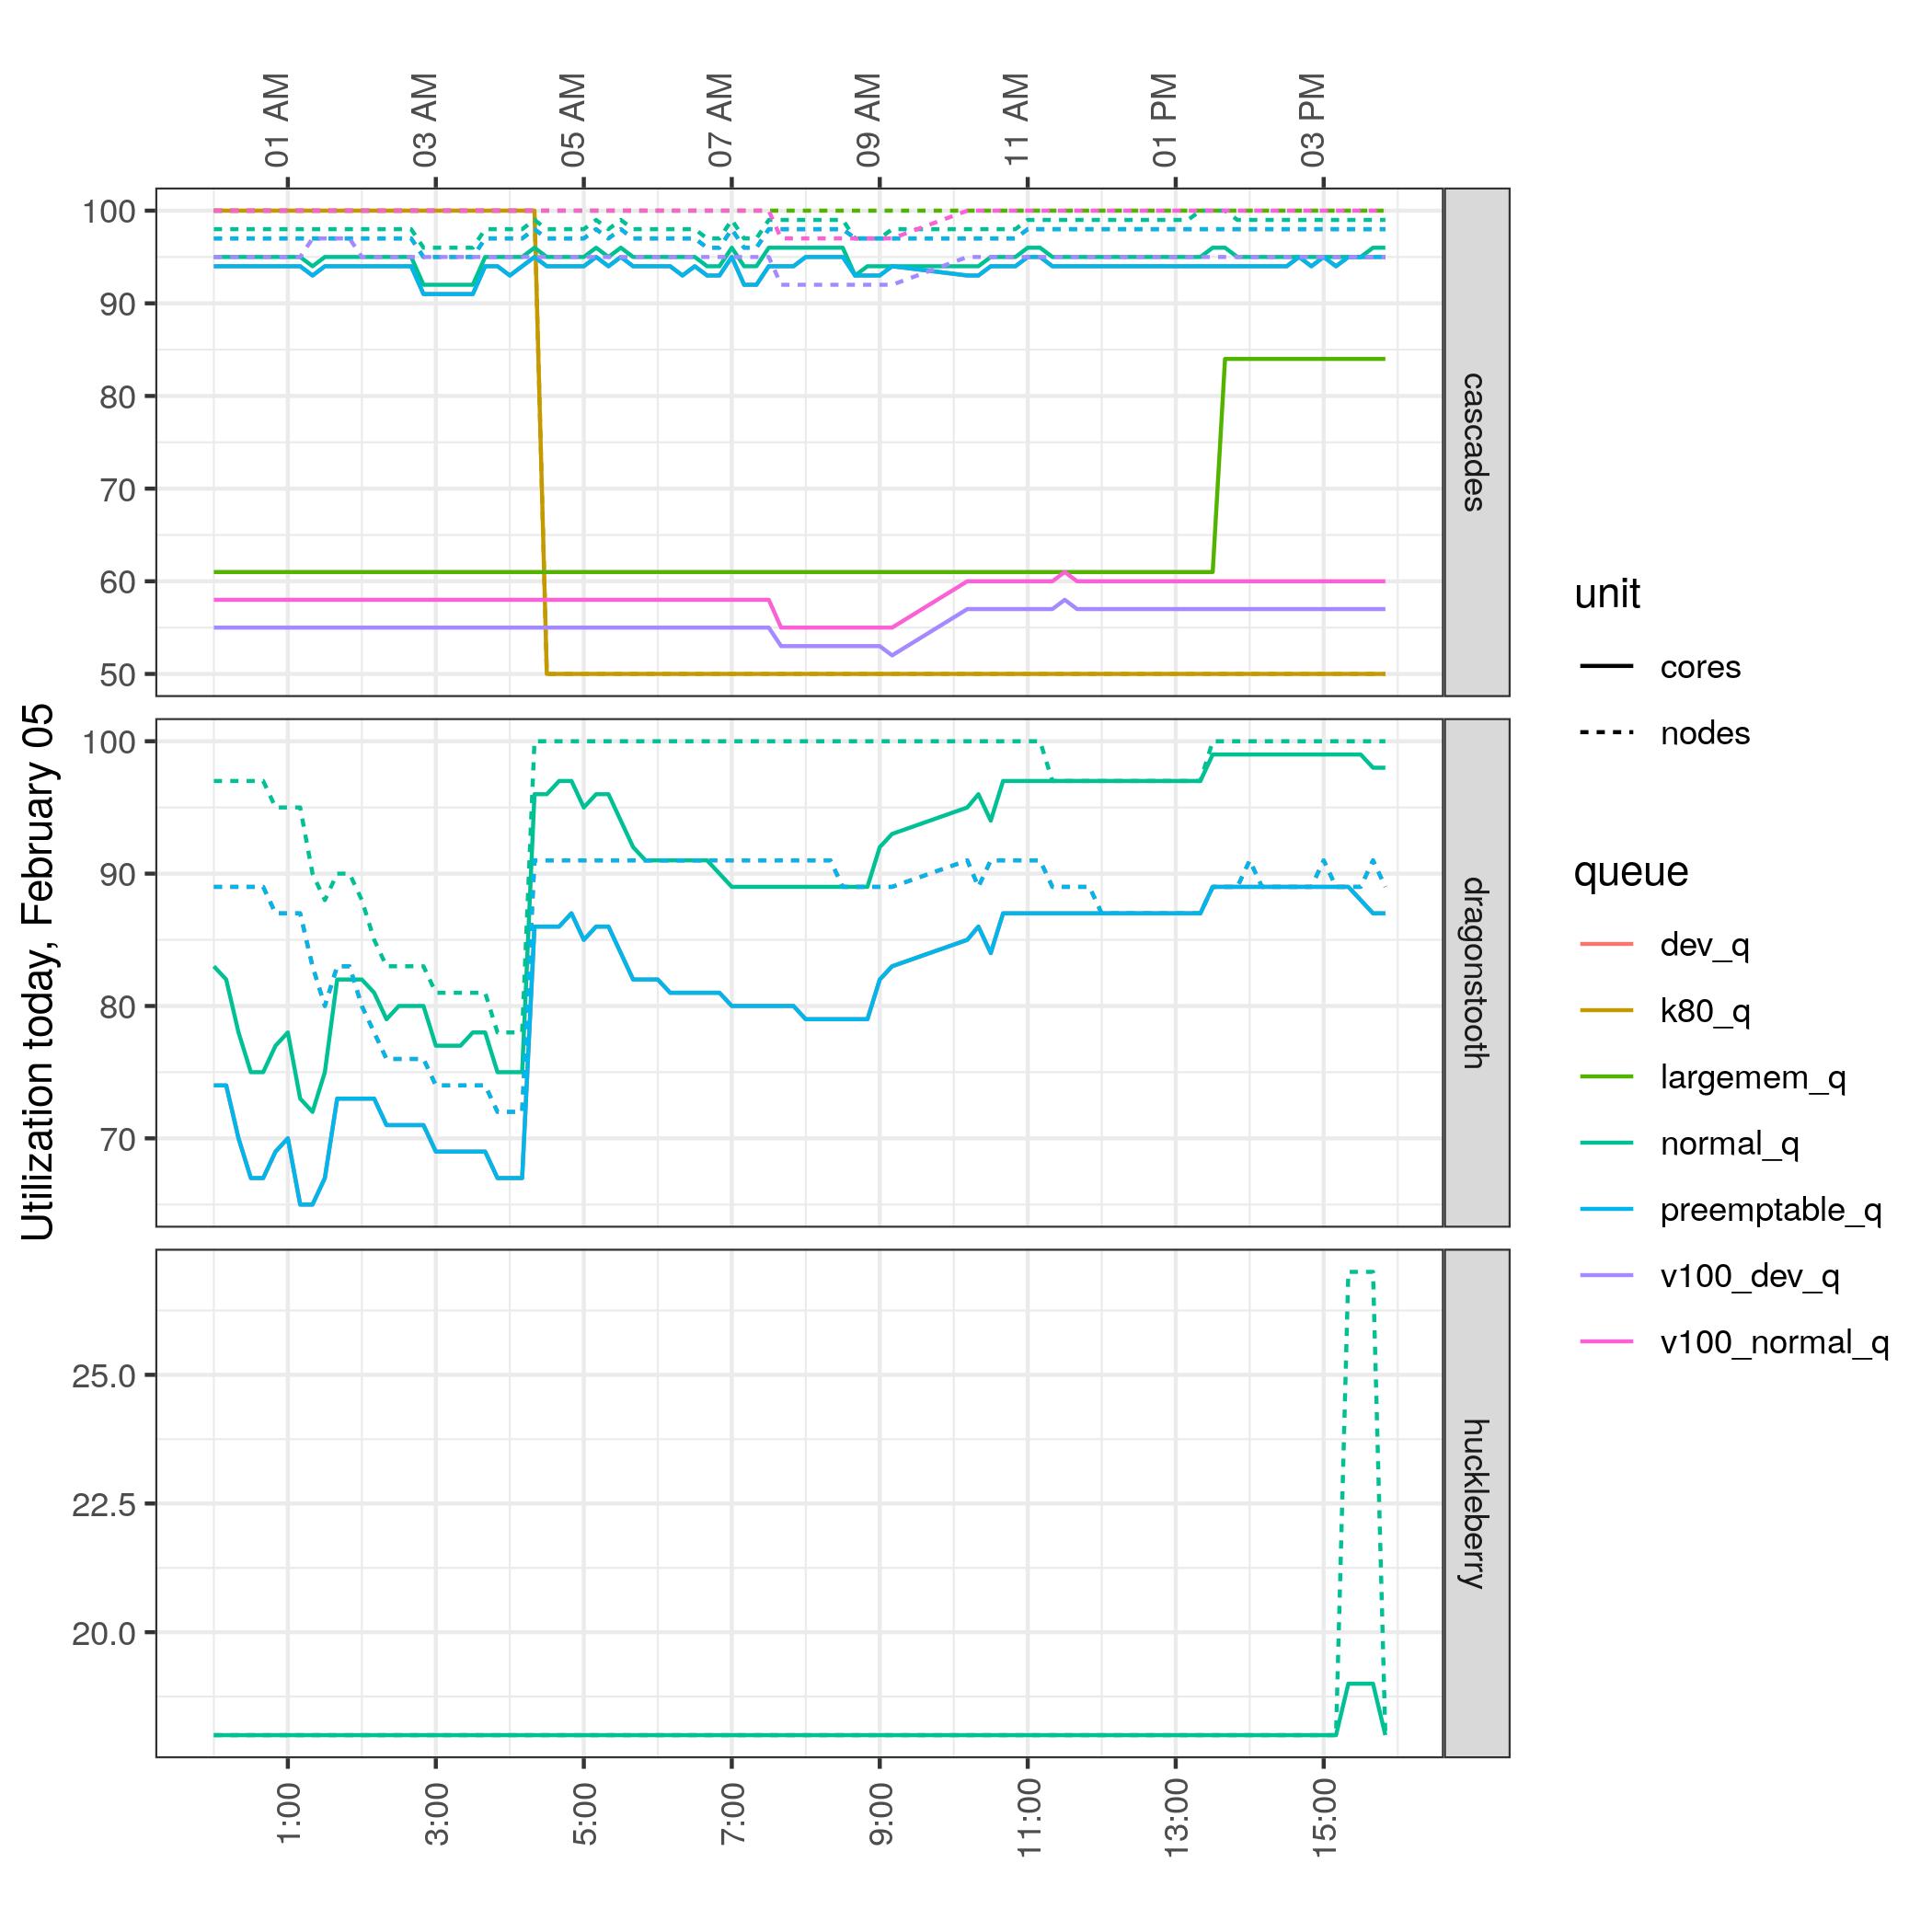 01 AM
03 AM
05 AM
07 AM
09 AM
11 AM
01 PM
03 PM
Utilization today, February 05
100
90
80
70
60
50
cascades
100
90
80
70
dragonstooth
25.0
22.5
20.0
huckleberry
1:00
3:00
5:00
7:00
9:00
11:00
13:00
15:00
unit
cores
nodes
queue
dev_q
k80_q
largemem_q
normal_q
preemptable_q
v100_dev_q
v100_normal_q